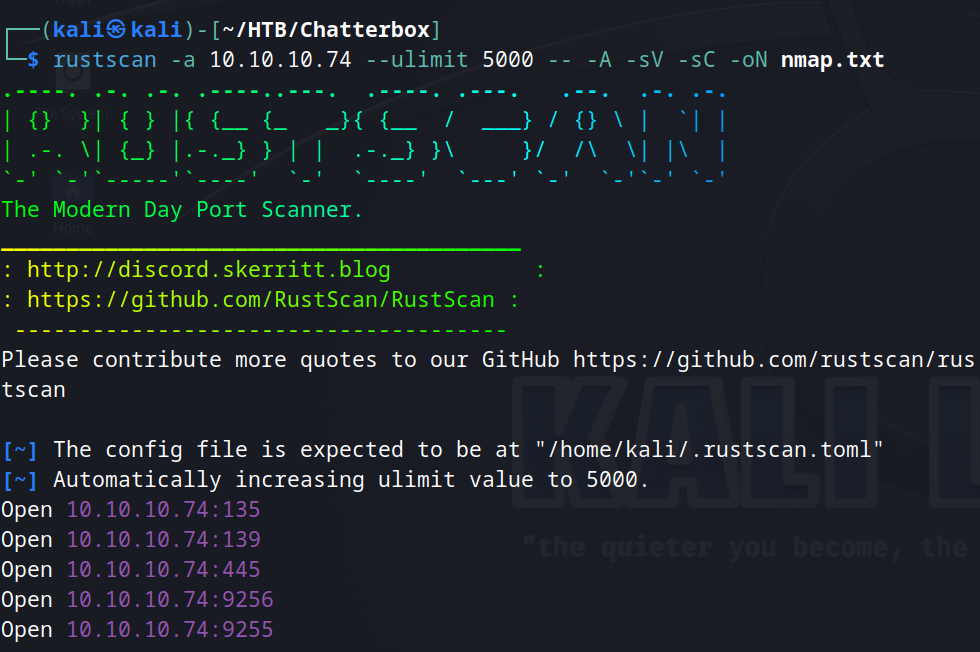 Trash
┌──(kali㉿kali)-[~/HTB/Chatterbox]
└─$ rustscan -a 10.10.10.74 --ulimit 5000 -- -A -sV -sC -oN nmap.txt
.----. .-. .-. .----..---.  .----. .---.   .--.  .-. .-.
| {}  }| { } |{ {__ {_   _}{ {__  /  ___} / {} \ |  `| |
| .-. \| {_} |.-._} } | |  .-._} }\     }/  /\  \| |\  |
`-' `-'`-----'`----'  `-'  `----'  `---' `-'  `-'`-' `-'
The Modern Day Port Scanner.
Home
________________________________________
: http://discord.skerritt.blog           :
: https://github.com/RustScan/RustScan :
 --------------------------------------
Please contribute more quotes to our GitHub https://github.com/rustscan/rus
tscan
[~] The config file is expected to be at "/home/kali/.rustscan.toml"
[~] Automatically increasing ulimit value to 5000.
Open 10.10.10.74:135
Open 10.10.10.74:139
Open 10.10.10.74:445
Open 10.10.10.74:9256
Open 10.10.10.74:9255
KALI L
"the quieter you become, the